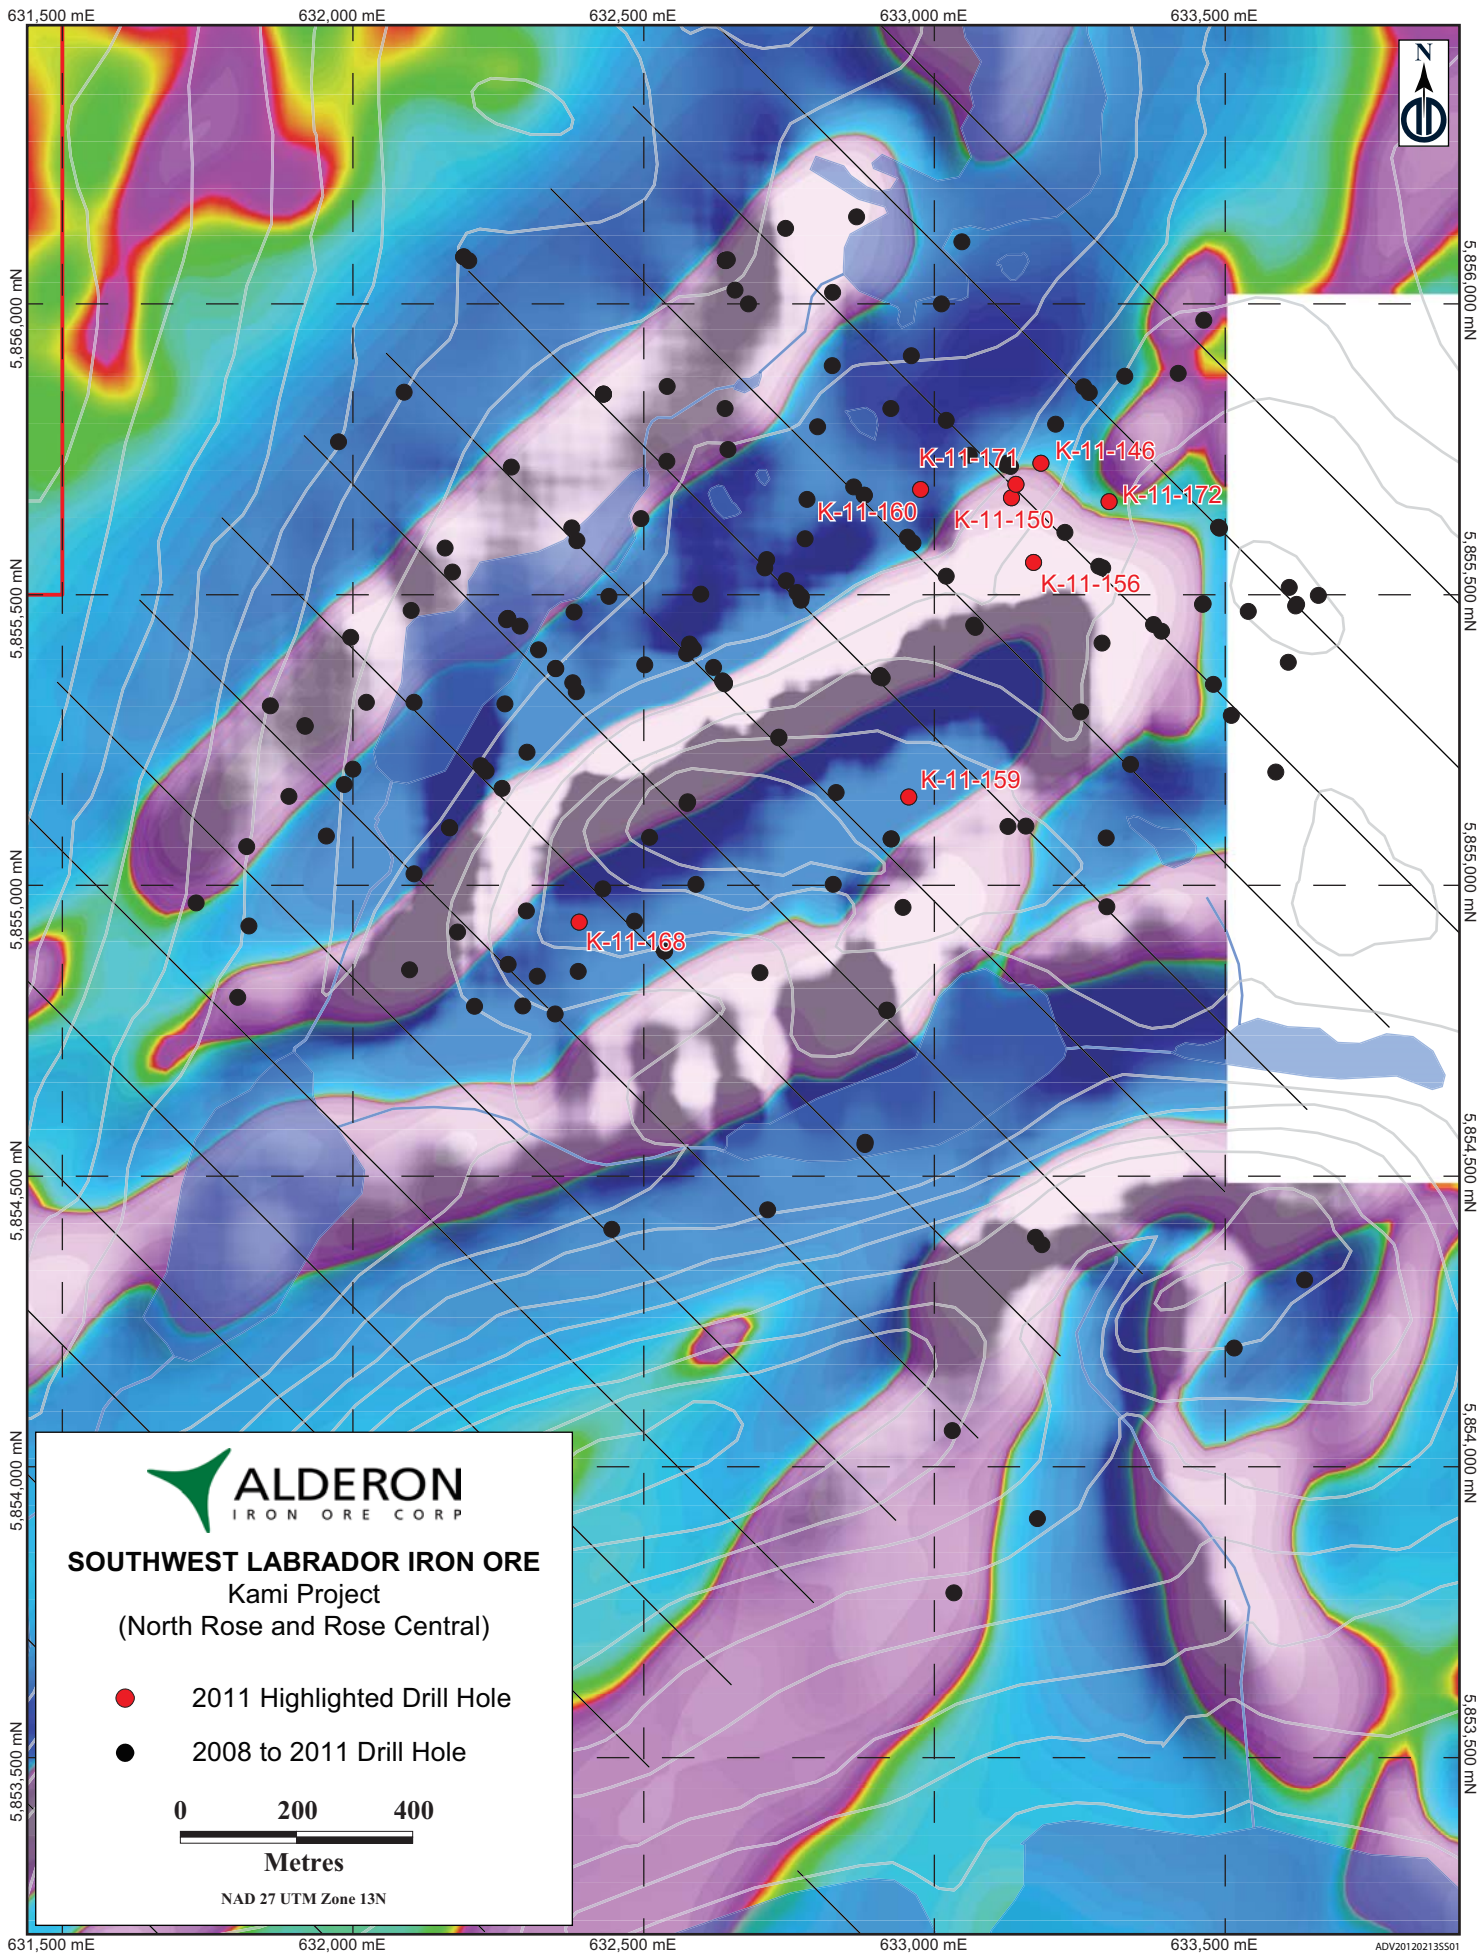 631,500 mE
632,000 mE
632,500 mE
633,000 mE
633,500 mE
N
5,856,000 mN
5,856,000 mN
K-11-171
K-11-146
K-11-160
K-11-172
K-11-150
K-11-156
5,855,500 mN
5,855,500 mN
K-11-159
5,855,000 mN
5,855,000 mN
K-11-168
5,854,500 mN
5,854,500 mN
5,854,000 mN
5,854,000 mN
ALDERON
IRON ORE CORP
SOUTHWEST LABRADOR IRON ORE
Kami Project
(North Rose and Rose Central)
2011 Highlighted Drill Hole
2008 to 2011 Drill Hole
5,853,500 mN
5,853,500 mN
0 200 400
Metres
NAD 27 UTM Zone 13N
631,500 mE
632,000 mE
632,500 mE
633,000 mE
633,500 mE
ADV20120213SS01